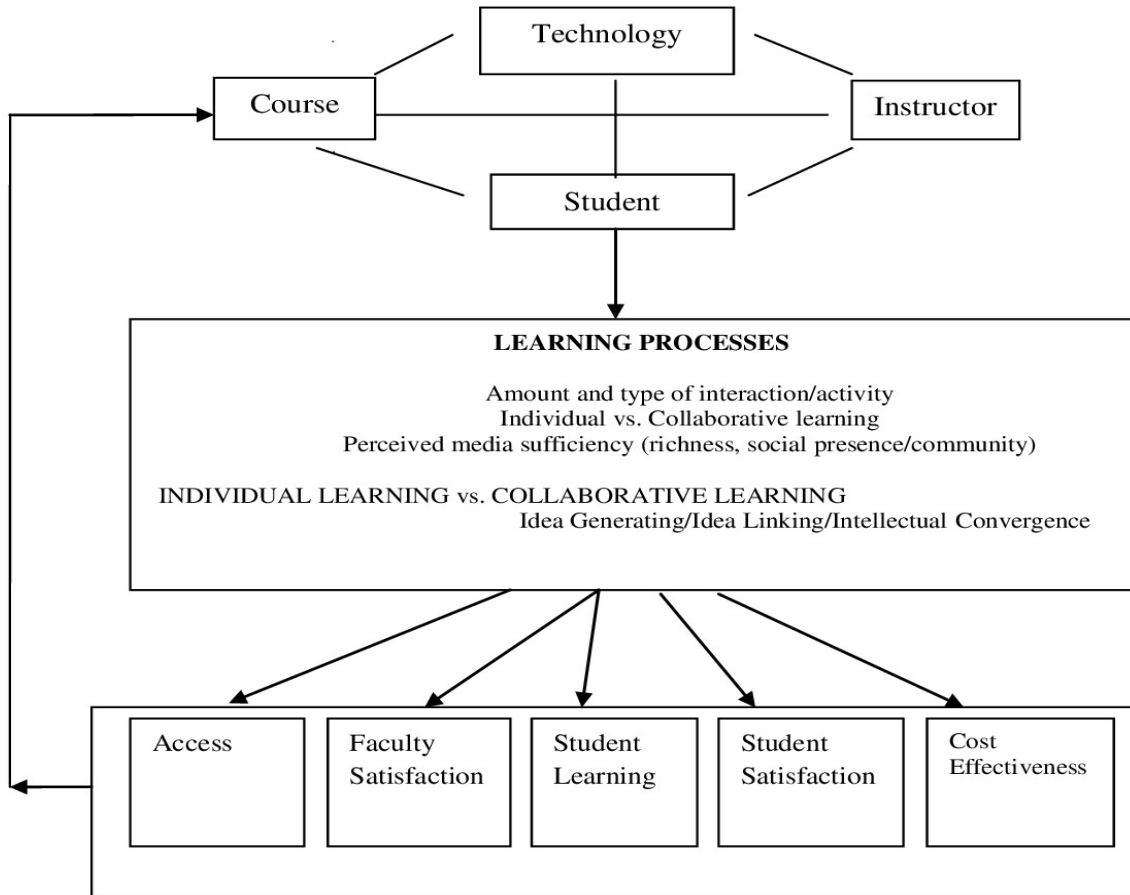 Technology
Course
Instructor
Student
LEARNING PROCESSES
Amount and type of interaction/activity
Individual vs. Collaborative learning
Perceived media sufficiency (richness, social presence/community)
INDIVIDUAL LEARNING vs. COLLABORATIVE LEARNING
Idea Generating/Idea Linking/Intellectual Convergence
Access
Faculty
Satisfaction
Student
Learning
Student
Satisfaction
Cost
Effectiveness